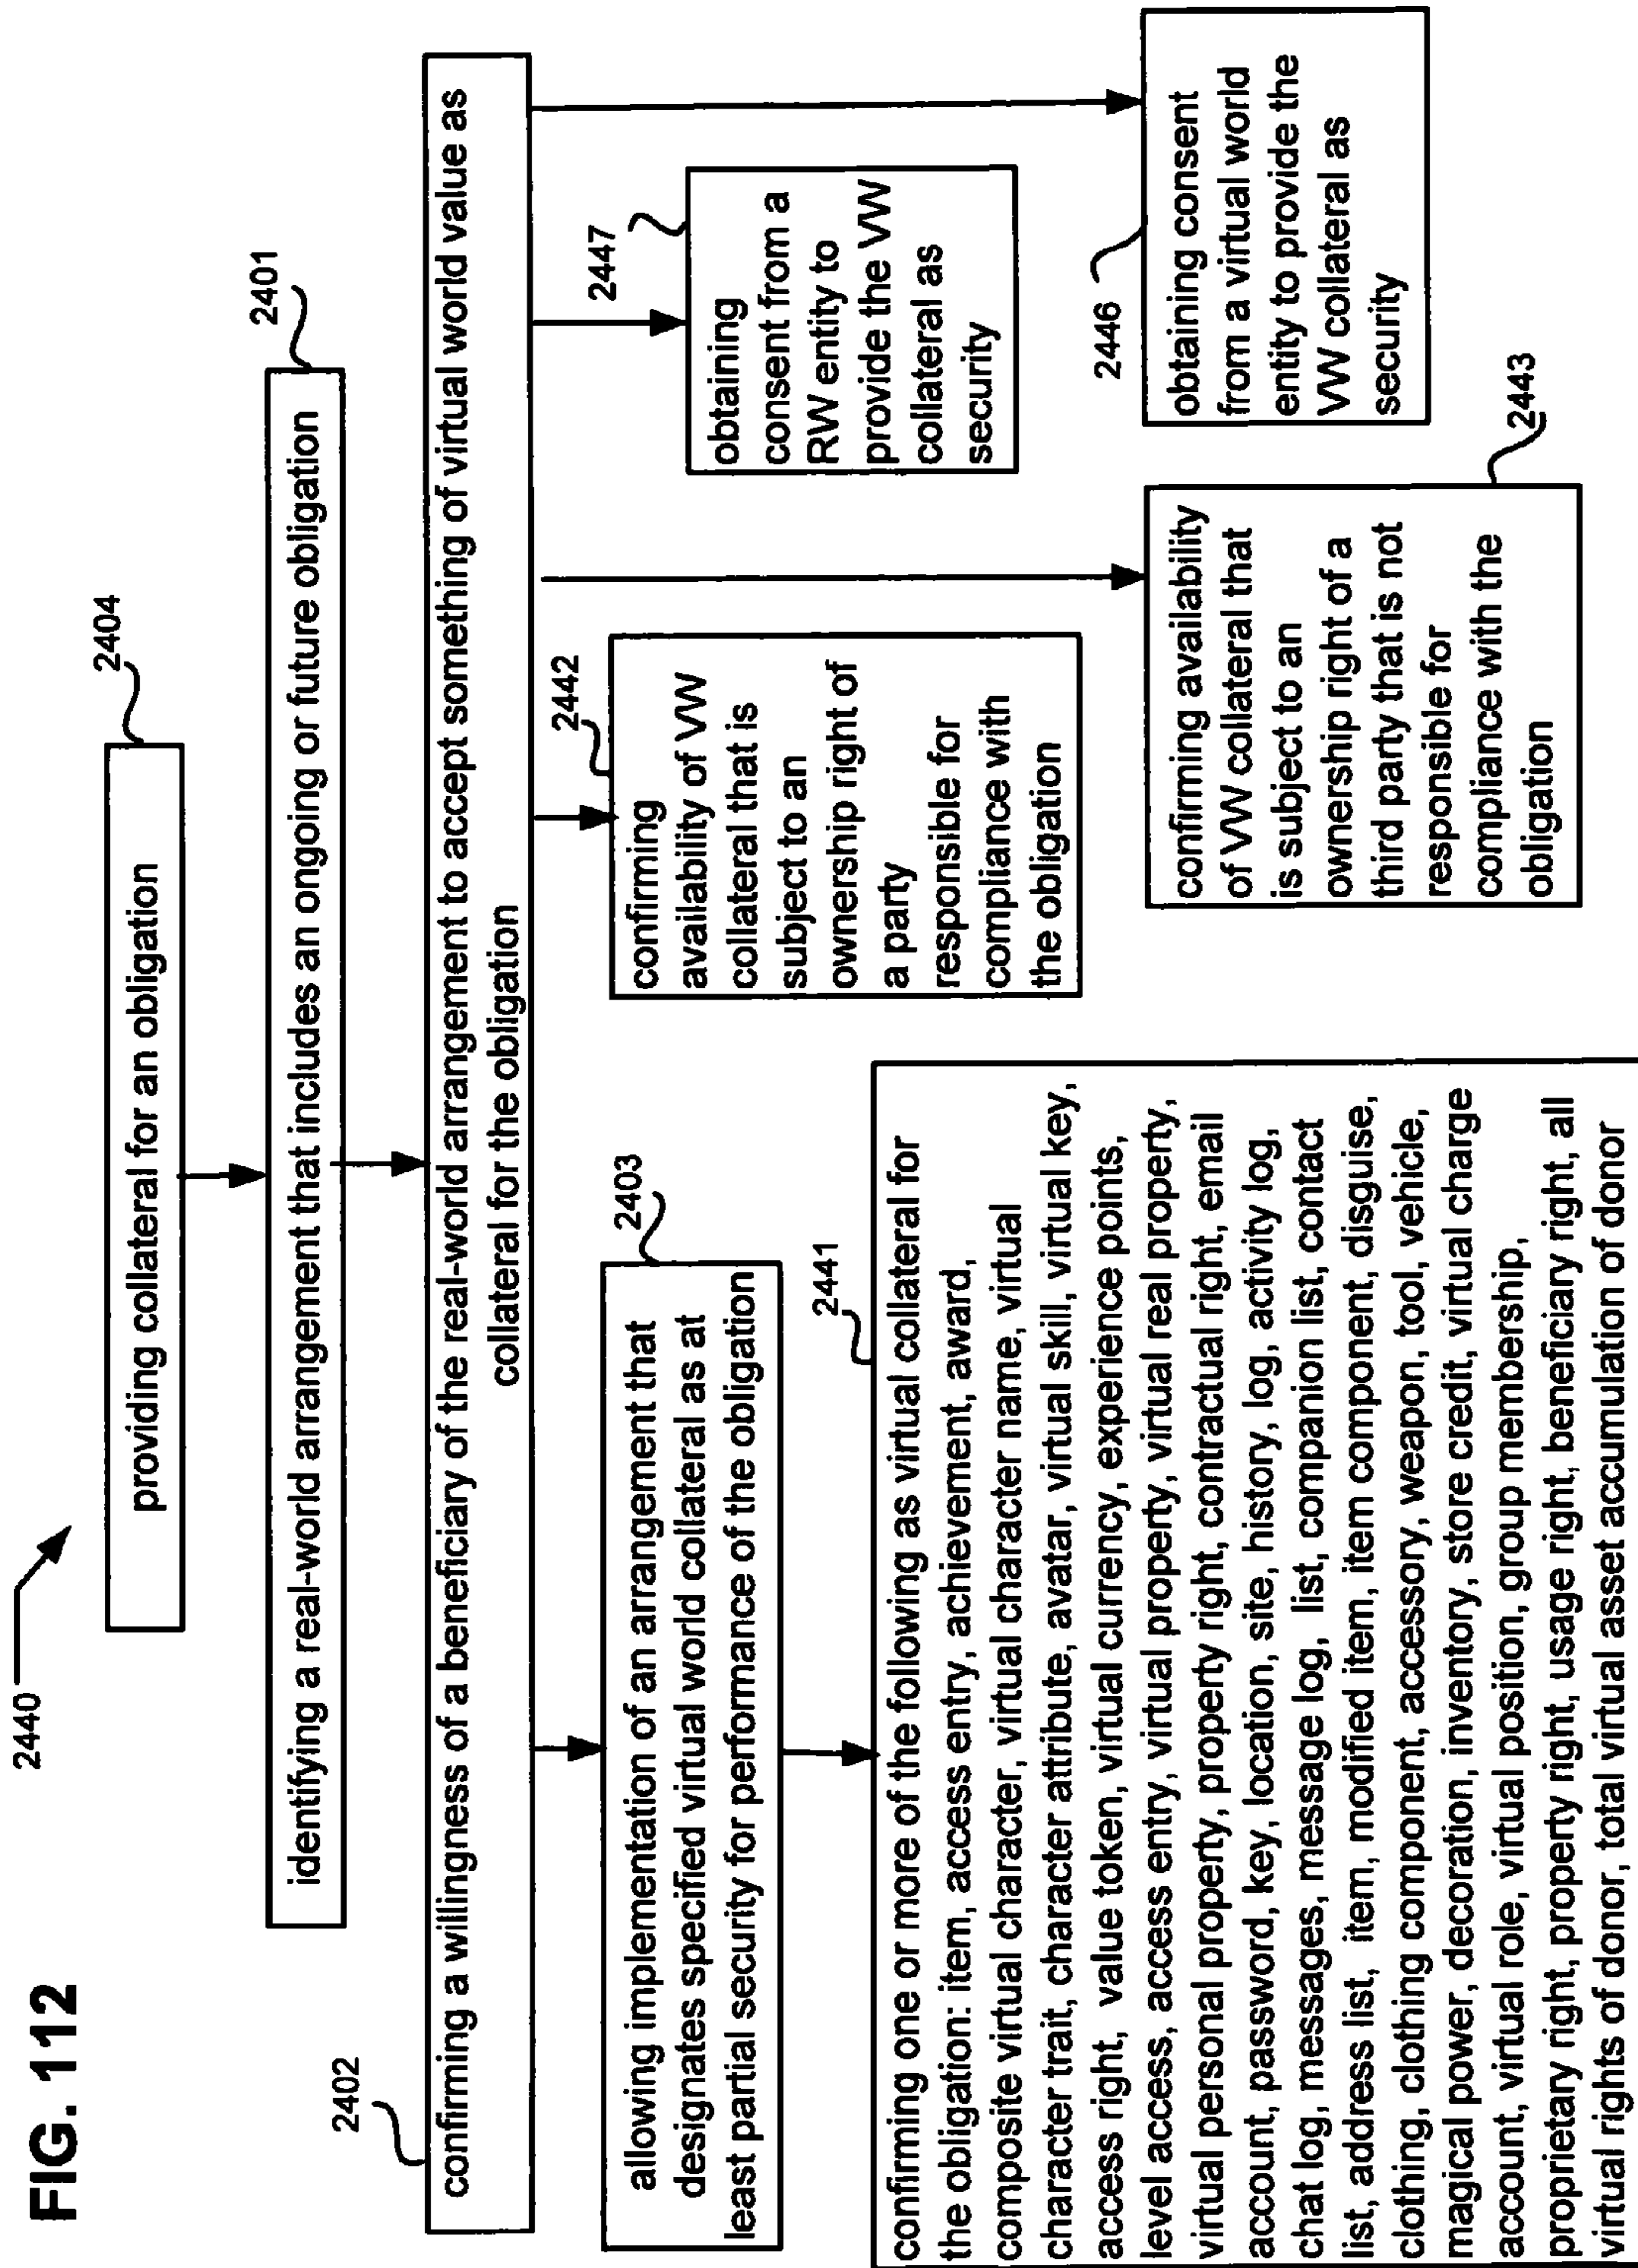 FIG. 112
2440
2404
providing collateral for an obligation
2401
identifying a real-world arrangement that includes an ongoing or future obligation
2402
confirming a willingness of a beneficiary of the real-world arrangement to accept something of virtual world value as
collateral for the obligation
2403
allowing implementation of an arrangement that
designates specified virtual world collateral as at
least partial security for performance of the obligation
2442
confirming
availability of VW
collateral that is
subject to an
ownership right of
a party
responsible for
compliance with
the obligation
2447
obtaining
consent from a
RW entity to
provide the VW
collateral as
security
2441
confirming one or more of the following as virtual collateral for
the obligation: item, access entry, achievement, award,
composite virtual character, virtual character name, virtual
character trait, character attribute, avatar, virtual skill, virtual key,
access right, value token, virtual currency, experience points,
level access, access entry, virtual property, virtual real property,
virtual personal property, property right, contractual right, email
account, password, key, location, site, history, log, activity log,
chat log, messages, message log, list, companion list, contact
list, address list, item, modified item, item component, disguise,
clothing, clothing component, accessory, weapon, tool, vehicle,
magical power, decoration, inventory, store credit, virtual charge
account, virtual role, virtual position, group membership,
proprietary right, property right, usage right, beneficiary right, all
virtual rights of donor, total virtual asset accumulation of donor
2443
confirming availability
of VW collateral that
is subject to an
ownership right of a
third party that is not
responsible for
compliance with the
obligation
2446
obtaining consent
from a virtual world
entity to provide the
VW collateral as
security